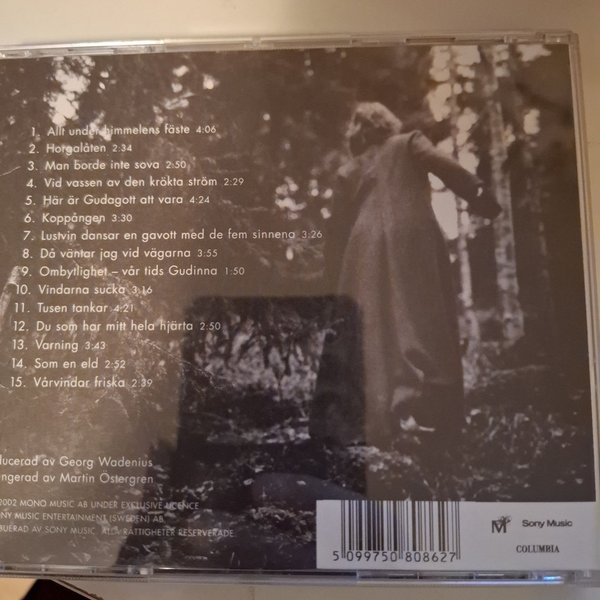 1. Allt under himmelens fäste 4:06
2. Horgalåten 2:34
3. Man borde inte sova 2:50
4. Vid vassen av den krökta ström 2:29
5. Här är Gudagott att vara 4:24
6. Koppången 3:30
7. Lustvin dansar en gavott med de fem sinnena 3:26
8. Då väntar jag vid vägarna 3:55
9. Ombytlighet – vår tids Gudinna 1:50
10. Vindarna sucka 3:16
11. Tusen tankar 4:21
12. Du som har mitt hela hjärta 2:50
13. Varning 3:43
14. Som en eld 2:52
15. Vårvindar friska 2:39
ducerad av Georg Wadenius
ngerad av Martin Östergren
2002 MONO MUSIC AB UNDER EXCLUSIVE LICENCE
NY MUSIC ENTERTAINMENT (SWEDEN) AB
BUERAD AV SONY MUSIC. ALLA RÄTTIGHETER RESERVERADE
5 099750 808627
M Sony Music
COLUMBIA